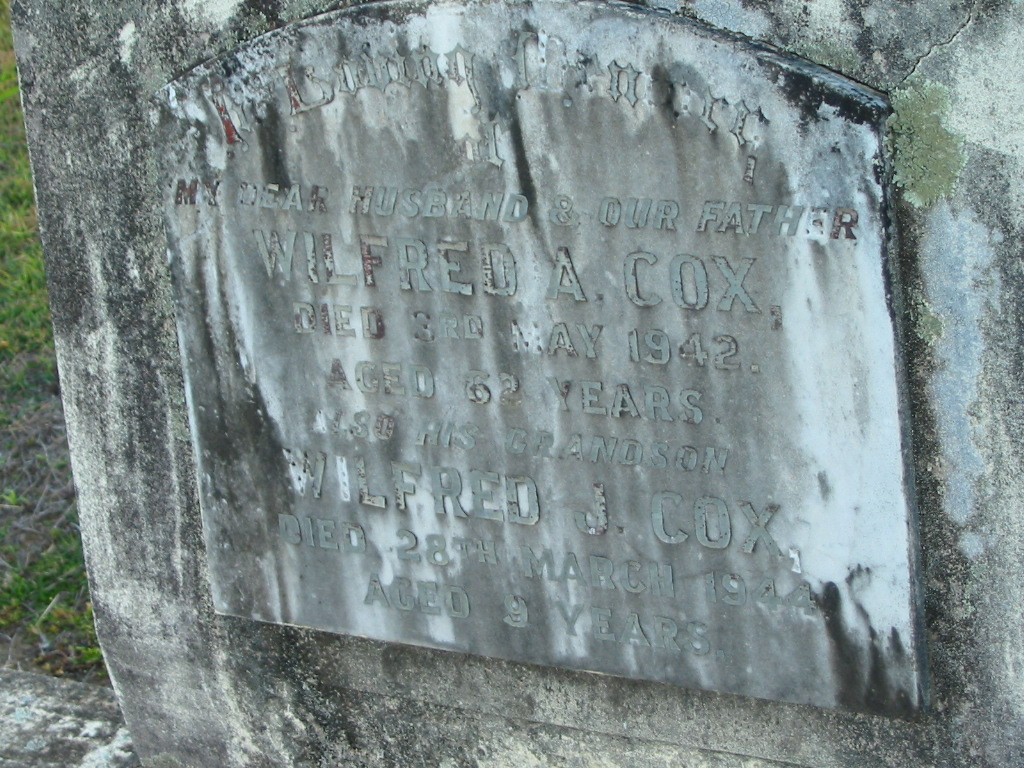 In Loving Memory
of
MY DEAR HUSBAND & OUR FATHER
WILFRED A. COX,
DIED 3RD MAY 1942.
AGED 62 YEARS.
ALSO HIS GRANDSON
WILFRED J. COX,
DIED 28TH MARCH 1944
AGED 9 YEARS.